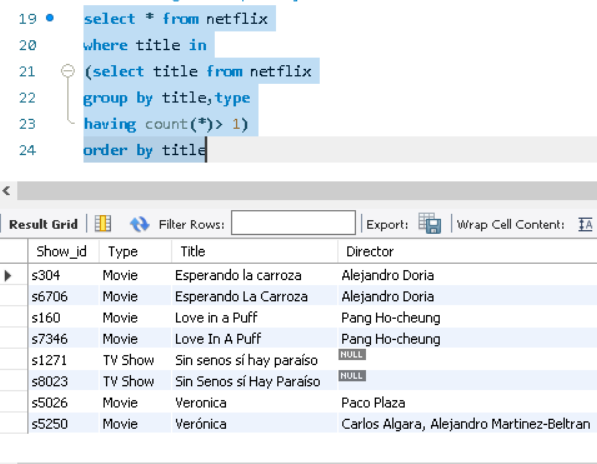 19 select * from netflix
20 where title in
21 (select title from netflix
22 group by title,type
23 having count(*)> 1)
24 order by title
Result Grid Filter Rows: Export: Wrap Cell Content:
Show_id Type Title Director
s304 Movie Esperando la carroza Alejandro Doria
s6706 Movie Esperando La Carroza Alejandro Doria
s160 Movie Love in a Puff Pang Ho-cheung
s7346 Movie Love In A Puff Pang Ho-cheung
s1271 TV Show Sin senos sí hay paraíso NULL
s8023 TV Show Sin Senos sí Hay Paraíso NULL
s5026 Movie Veronica Paco Plaza
s5250 Movie Verónica Carlos Algara, Alejandro Martinez-Beltran